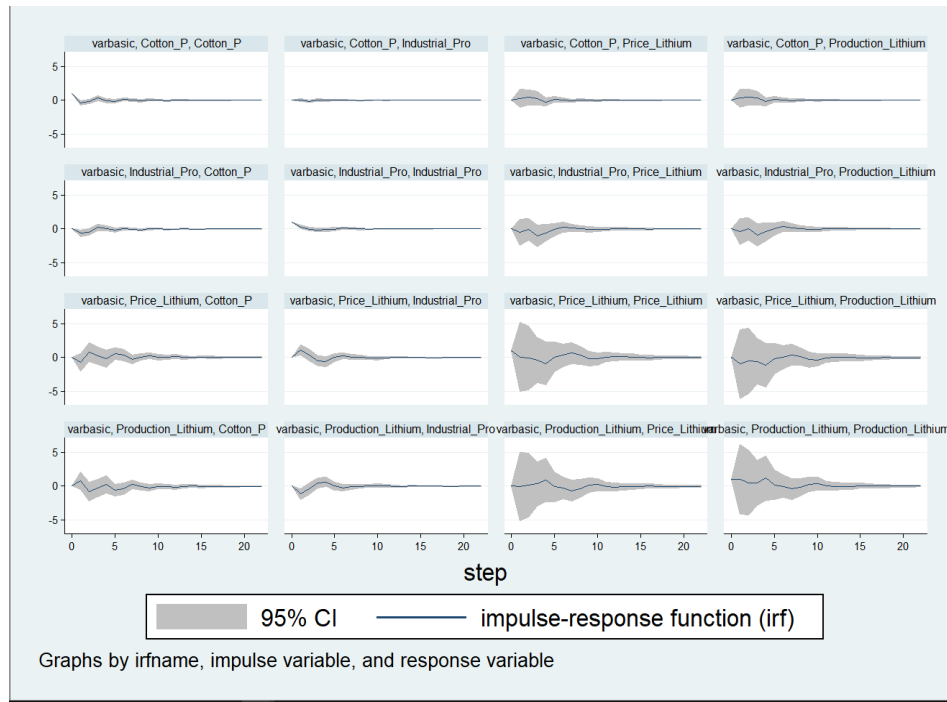 varbasic, Cotton_P, Cotton_P varbasic, Cotton_P, Industrial_Pro varbasic, Cotton_P, Price_Lithium varbasic, Cotton_P, Production_Lithium
5
0
-5
varbasic, Industrial_Pro, Cotton_P varbasic, Industrial_Pro, Industrial_Pro varbasic, Industrial_Pro, Price_Lithium varbasic, Industrial_Pro, Production_Lithium
5
0
-5
varbasic, Price_Lithium, Cotton_P varbasic, Price_Lithium, Industrial_Pro varbasic, Price_Lithium, Price_Lithium varbasic, Price_Lithium, Production_Lithium
5
0
-5
varbasic, Production_Lithium, Cotton_P varbasic, Production_Lithium, Industrial_Pro varbasic, Production_Lithium, Price_Lithium varbasic, Production_Lithium, Production_Lithium
5
0
-5
0 5 10 15 20 0 5 10 15 20 0 5 10 15 20 0 5 10 15 20
step
95% CI impulse-response function (irf)
Graphs by irfname, impulse variable, and response variable